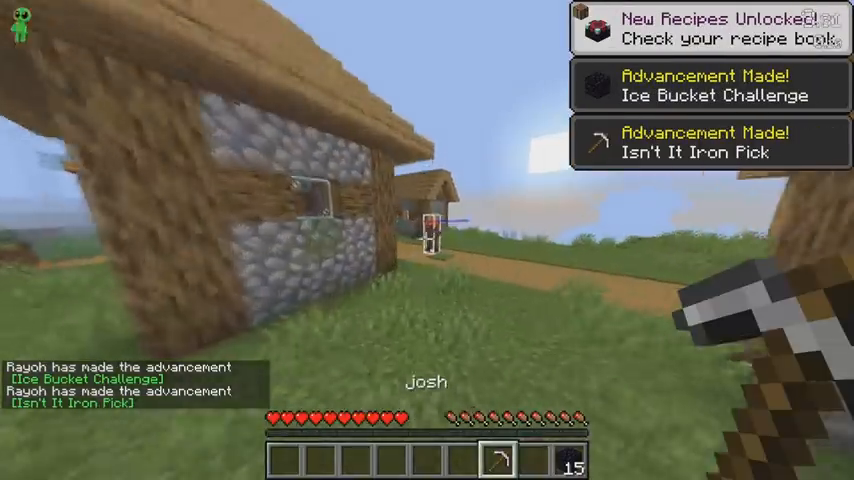 New Recipes Unlocked!
Check your recipe book
Advancement Made!
Ice Bucket Challenge
Advancement Made!
Isn't It Iron Pick
Rayoh has made the advancement
[Ice Bucket Challenge]
Rayoh has made the advancement
[Isn't It Iron Pick]
josh
15